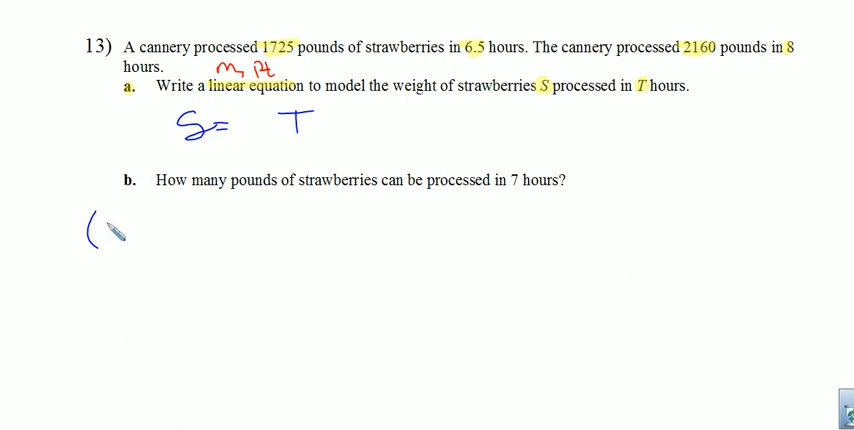 13) A cannery processed 1725 pounds of strawberries in 6.5 hours. The cannery processed 2160 pounds in 8
hours.
m, Pt
a. Write a linear equation to model the weight of strawberries S processed in T hours.
S= T
b. How many pounds of strawberries can be processed in 7 hours?
(